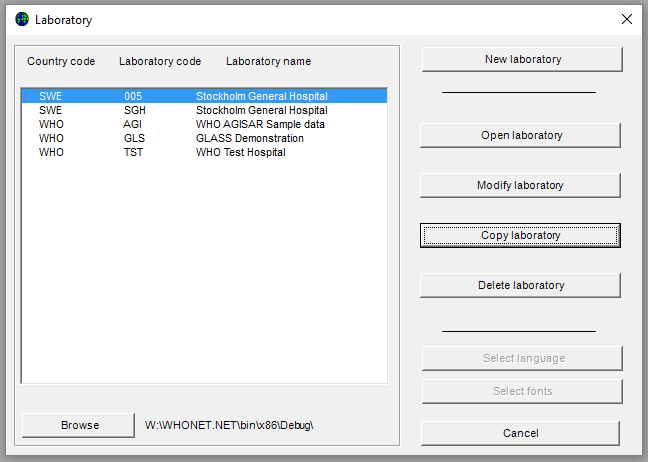 Laboratory
Country code Laboratory code Laboratory name
SWE 005 Stockholm General Hospital
SWE SGH Stockholm General Hospital
WHO AGI WHO AGISAR Sample data
WHO GLS GLASS Demonstration
WHO TST WHO Test Hospital
Browse W:\WHONET.NET\bin\x86\Debug\
New laboratory
Open laboratory
Modify laboratory
Copy laboratory
Delete laboratory
Select language
Select fonts
Cancel